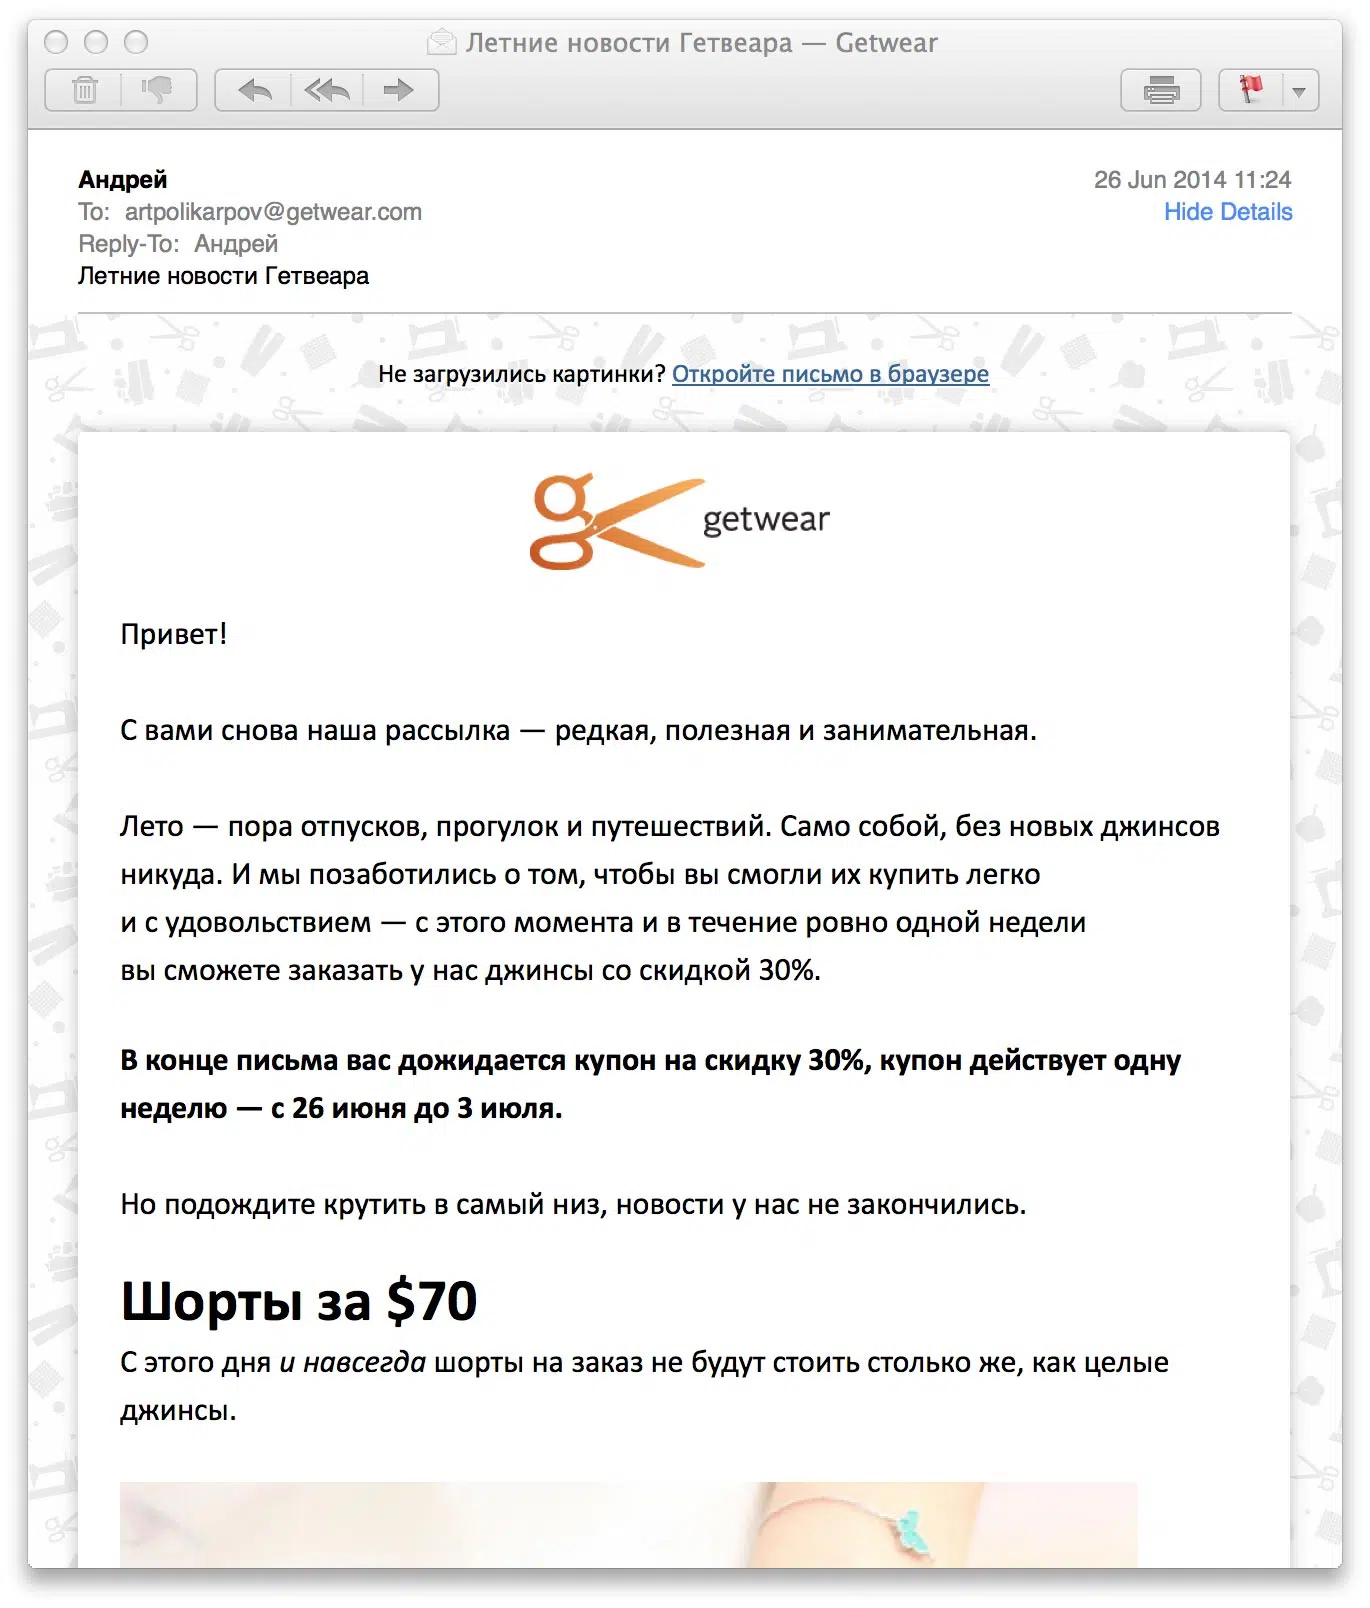 Летние новости Гетвеара — Getwear
Андрей
26 Jun 2014 11:24
To: artpolikarpov@getwear.com
Hide Details
Reply-To: Андрей
Летние новости Гетвеара
Не загрузились картинки? Откройте письмо в браузере
getwear
Привет!
С вами снова наша рассылка — редкая, полезная и занимательная.
Лето — пора отпусков, прогулок и путешествий. Само собой, без новых джинсов
никуда. И мы позаботились о том, чтобы вы смогли их купить легко
и с удовольствием — с этого момента и в течение ровно одной недели
вы сможете заказать у нас джинсы со скидкой 30%.
В конце письма вас дожидается купон на скидку 30%, купон действует одну
неделю — с 26 июня до 3 июля.
Но подождите крутить в самый низ, новости у нас не закончились.
Шорты за $70
С этого дня и навсегда шорты на заказ не будут стоить столько же, как целые
джинсы.